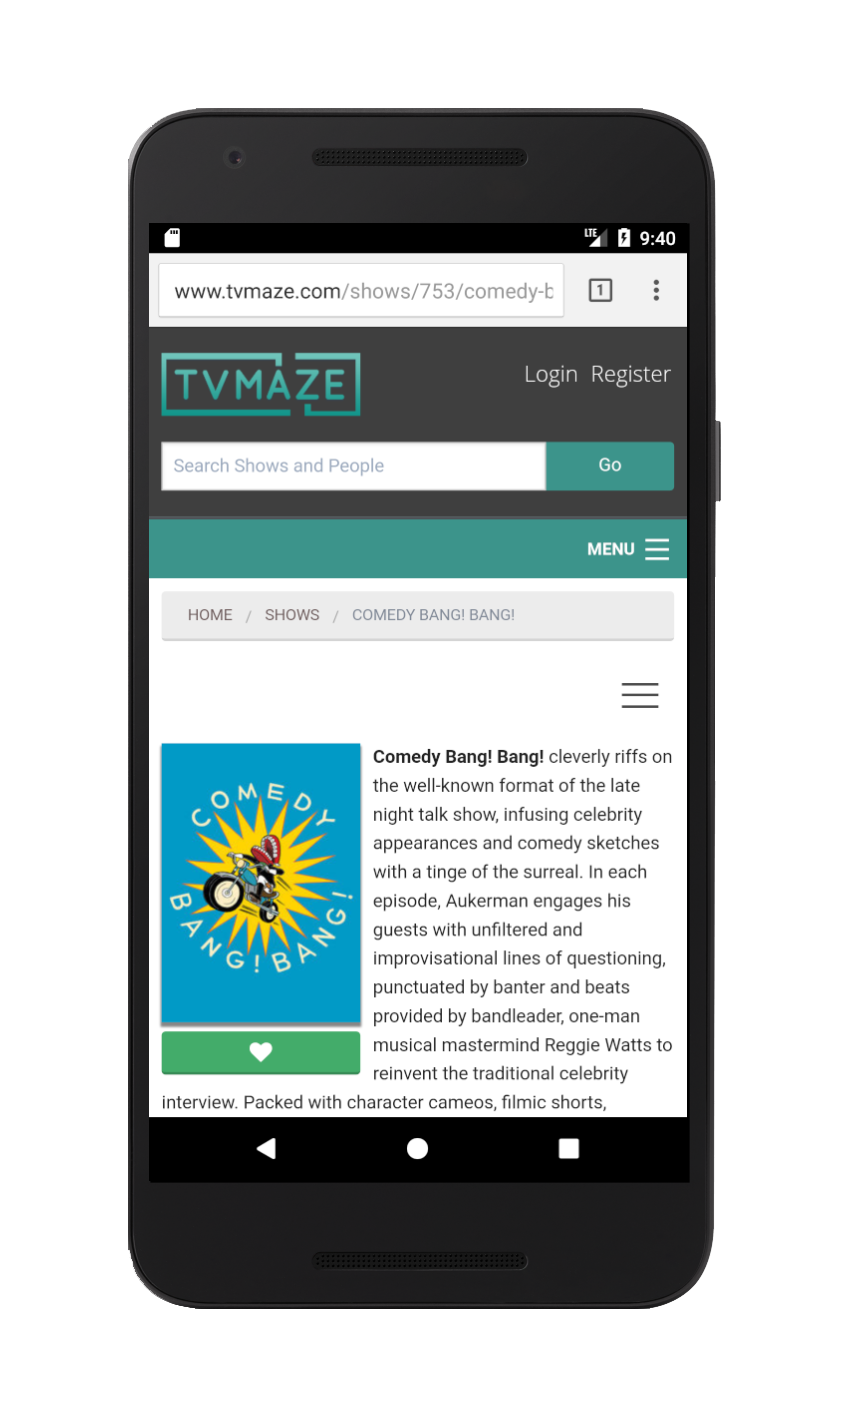 LTE 9:40
www.tvmaze.com/shows/753/comedy-b
1
TVMAZE
Login Register
Search Shows and People Go
MENU
HOME / SHOWS / COMEDY BANG! BANG!
COMEDY
BANG! BANG!
Comedy Bang! Bang! cleverly riffs on
the well-known format of the late
night talk show, infusing celebrity
appearances and comedy sketches
with a tinge of the surreal. In each
episode, Aukerman engages his
guests with unfiltered and
improvisational lines of questioning,
punctuated by banter and beats
provided by bandleader, one-man
musical mastermind Reggie Watts to
reinvent the traditional celebrity
interview. Packed with character cameos, filmic shorts,